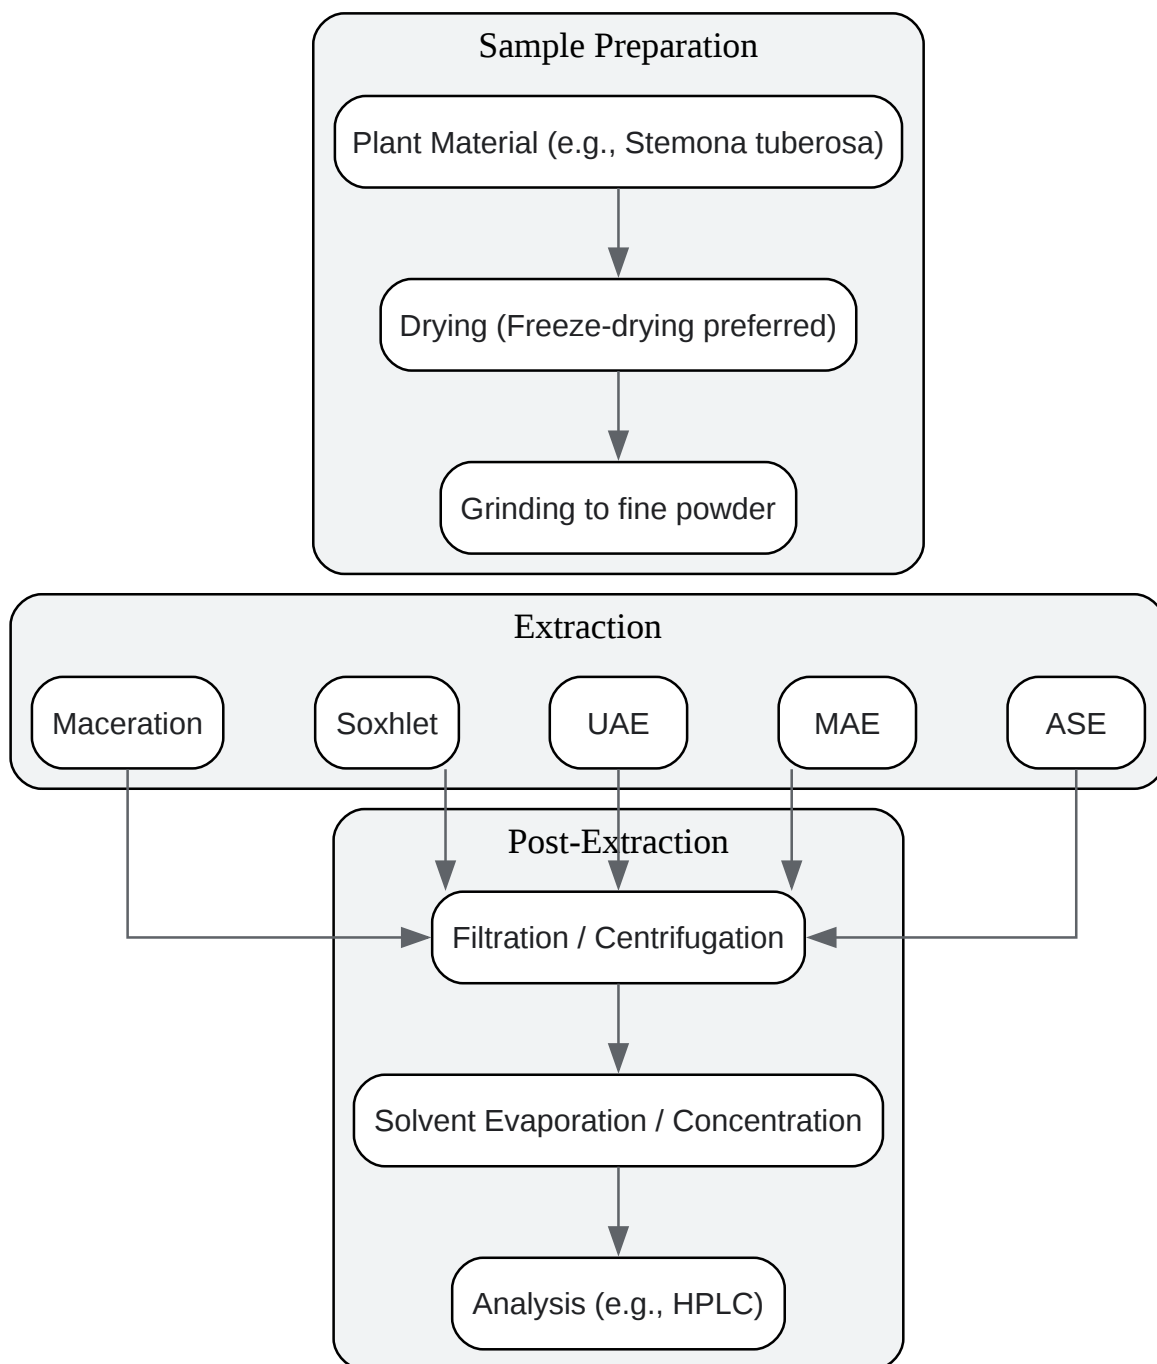 Sample Preparation
Plant Material (e.g., Stemona tuberosa)
Drying (Freeze-drying preferred)
Grinding to fine powder
Extraction
Maceration
Soxhlet
UAE
MAE
ASE
Post-Extraction
Filtration / Centrifugation
Solvent Evaporation / Concentration
Analysis (e.g., HPLC)